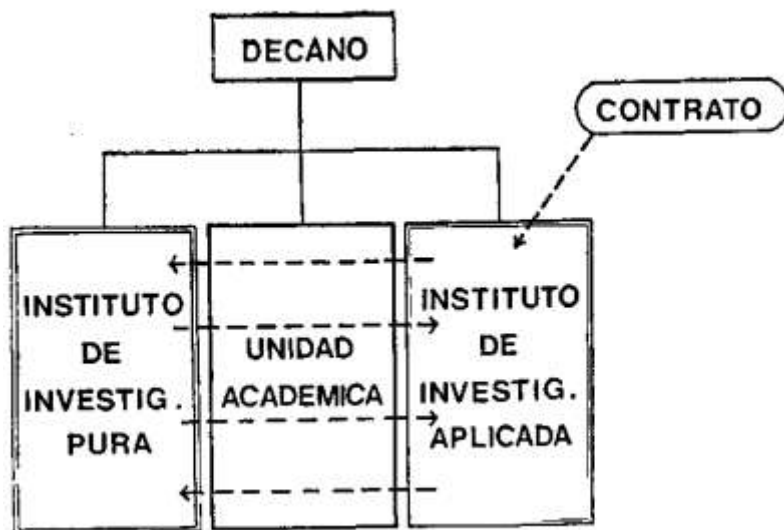 DECANO
CONTRATO
INSTITUTO
DE
INVESTIG.
PURA
UNIDAD
ACADEMICA
INSTITUTO
DE
INVESTIG.
APLICADA